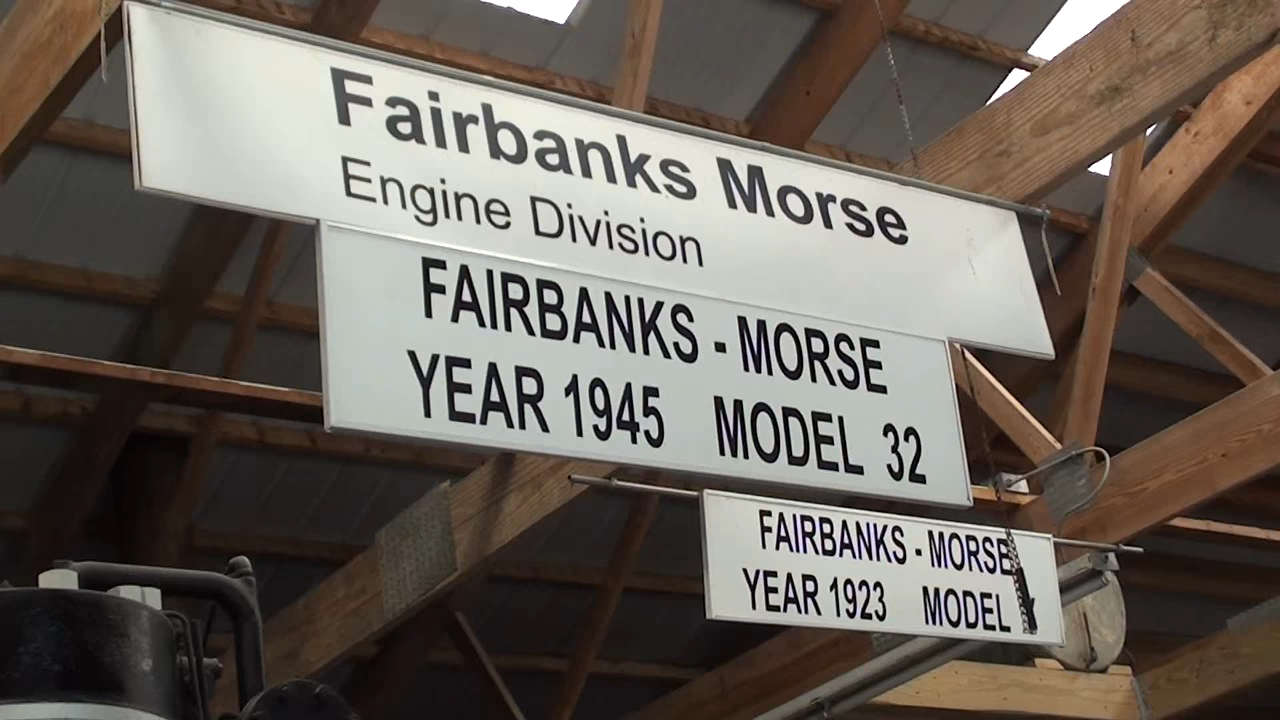 Fairbanks Morse
Engine Division
FAIRBANKS - MORSE
YEAR 1945 MODEL 32
FAIRBANKS - MORSE
YEAR 1923 MODEL